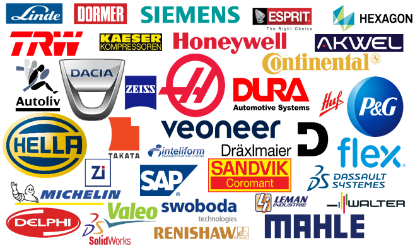 Linde
DORMER
SIEMENS
ESPRIT
The Right Choice
HEXAGON
TRW
KAESER
KOMPRESSOREN
Honeywell
AKWEL
Continental
DACIA
Autoliv
ZEISS
DURA
Automotive Systems
Huf
P&G
HELLA
TAKATA
veoneer
inteliform
Dräxlmaier
D
flex
Zi
SAP
SANDVIK
Coromant
DASSAULT
SYSTEMES
MICHELIN
swoboda
technologies
LEMAN
INDUSTRIE
WALTER
DELPHI
Valeo
SolidWorks
RENISHAW
MAHLE